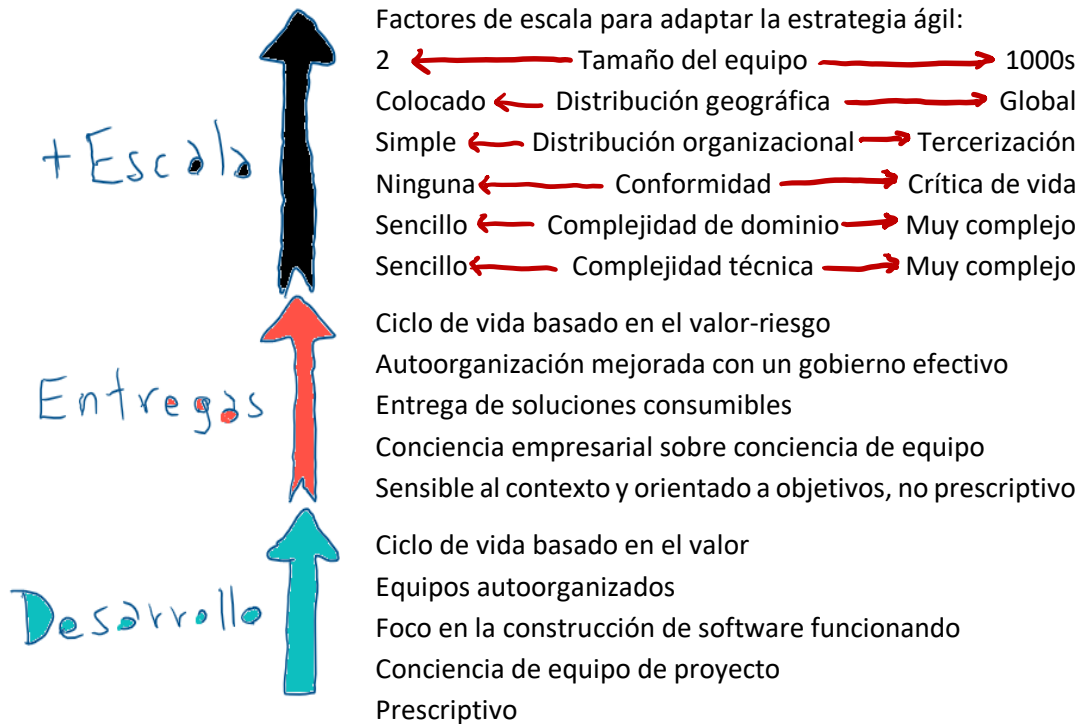 Factores de escala para adaptar la estrategia ágil:
2 Tamaño del equipo 1000s
Colocado Distribución geográfica Global
+ Escala
Simple Distribución organizacional Tercerización
Ninguna Conformidad Crítica de vida
Sencillo Complejidad de dominio Muy complejo
Sencillo Complejidad técnica Muy complejo
Entregas
Ciclo de vida basado en el valor-riesgo
Autoorganización mejorada con un gobierno efectivo
Entrega de soluciones consumibles
Conciencia empresarial sobre conciencia de equipo
Sensible al contexto y orientado a objetivos, no prescriptivo
Desarrollo
Ciclo de vida basado en el valor
Equipos autoorganizados
Foco en la construcción de software funcionando
Conciencia de equipo de proyecto
Prescriptivo